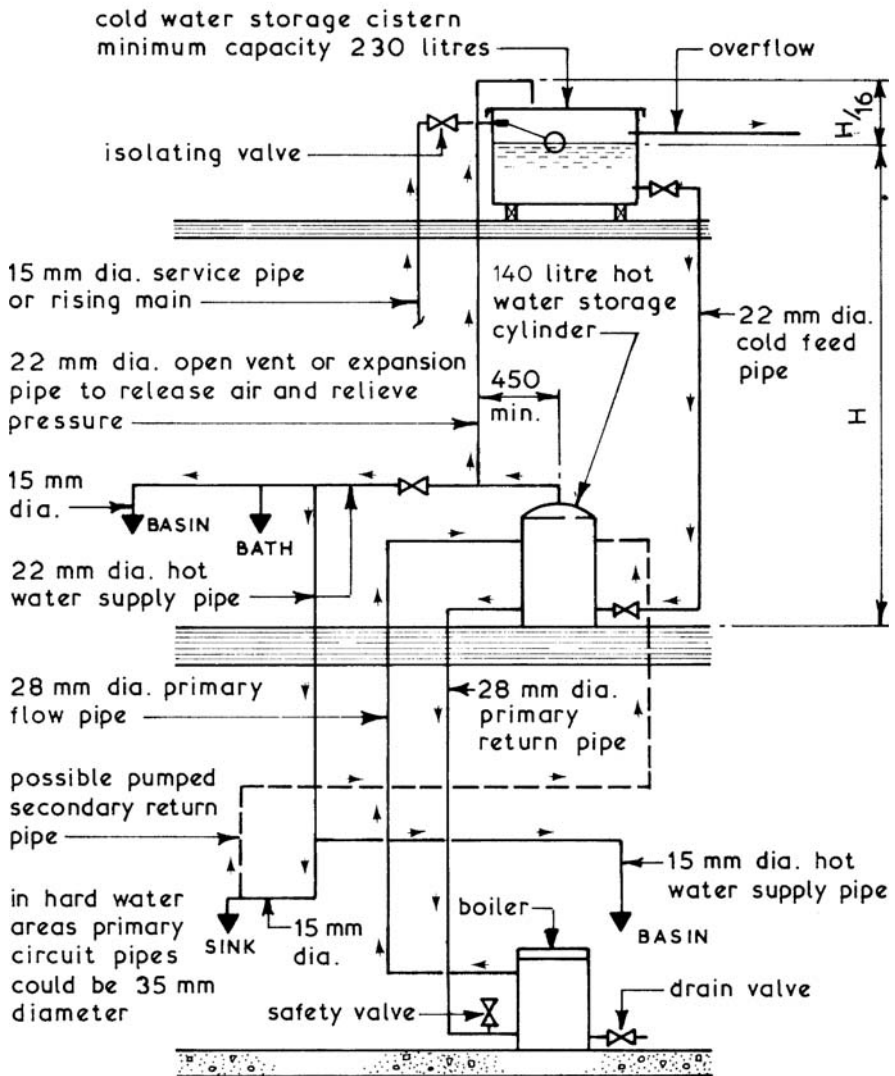 cold water storage cistern
minimum capacity 230 litres
overflow
H/16
isolating valve
15 mm dia. service pipe
or rising main
140 litre hot
water storage
cylinder
22 mm dia.
cold feed
pipe
22 mm dia. open vent or expansion
pipe to release air and relieve
pressure
450
min.
H
15 mm
dia.
BASIN
BATH
22 mm dia. hot
water supply pipe
28 mm dia. primary
flow pipe
28 mm dia.
primary
return pipe
possible pumped
secondary return
pipe
15 mm dia. hot
water supply pipe
in hard water
areas primary
circuit pipes
could be 35 mm
diameter
SINK
15 mm
dia.
boiler
BASIN
safety valve
drain valve